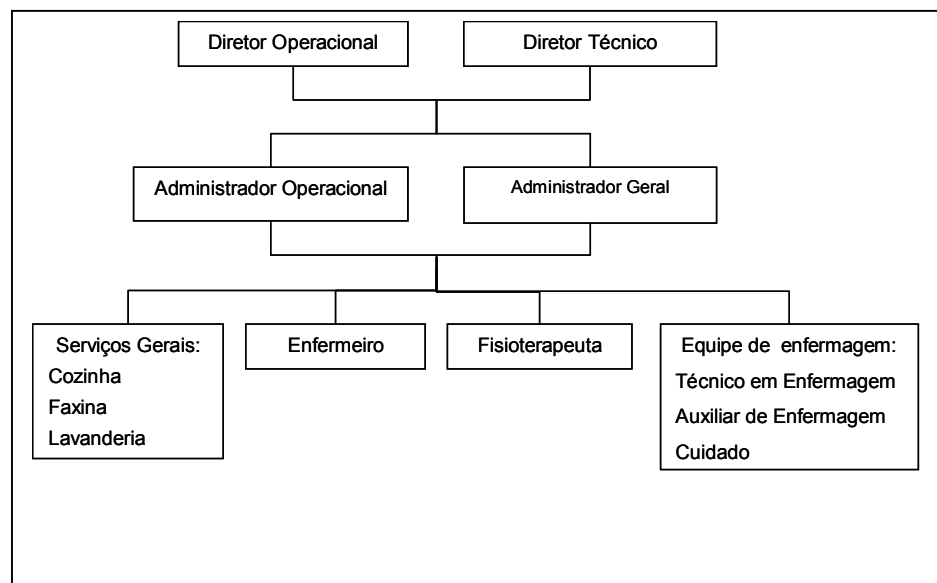 Diretor Operacional
Diretor Técnico
Administrador Operacional
Administrador Geral
Serviços Gerais:
Cozinha
Faxina
Lavanderia
Enfermeiro
Fisioterapeuta
Equipe de enfermagem:
Técnico em Enfermagem
Auxiliar de Enfermagem
Cuidado